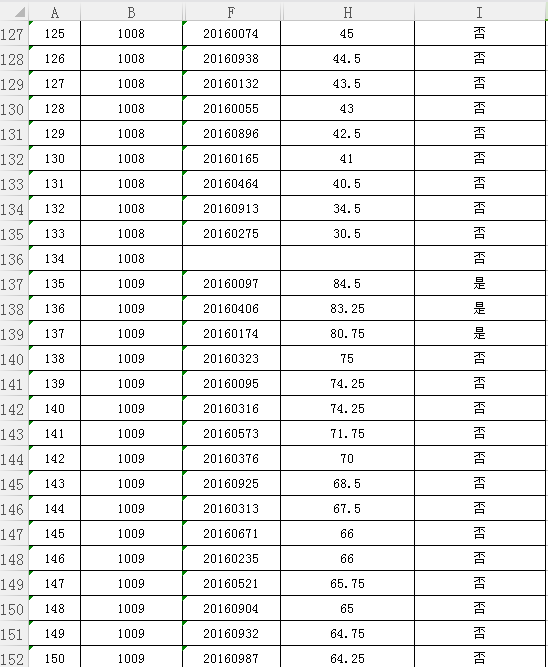 A B F H I
127 125 1008 20160074 45 否
128 126 1008 20160938 44.5 否
129 127 1008 20160132 43.5 否
130 128 1008 20160055 43 否
131 129 1008 20160896 42.5 否
132 130 1008 20160165 41 否
133 131 1008 20160464 40.5 否
134 132 1008 20160913 34.5 否
135 133 1008 20160275 30.5 否
136 134 1008 否
137 135 1009 20160097 84.5 是
138 136 1009 20160406 83.25 是
139 137 1009 20160174 80.75 是
140 138 1009 20160323 75 否
141 139 1009 20160095 74.25 否
142 140 1009 20160316 74.25 否
143 141 1009 20160573 71.75 否
144 142 1009 20160376 70 否
145 143 1009 20160925 68.5 否
146 144 1009 20160313 67.5 否
147 145 1009 20160671 66 否
148 146 1009 20160235 66 否
149 147 1009 20160521 65.75 否
150 148 1009 20160904 65 否
151 149 1009 20160932 64.75 否
152 150 1009 20160987 64.25 否